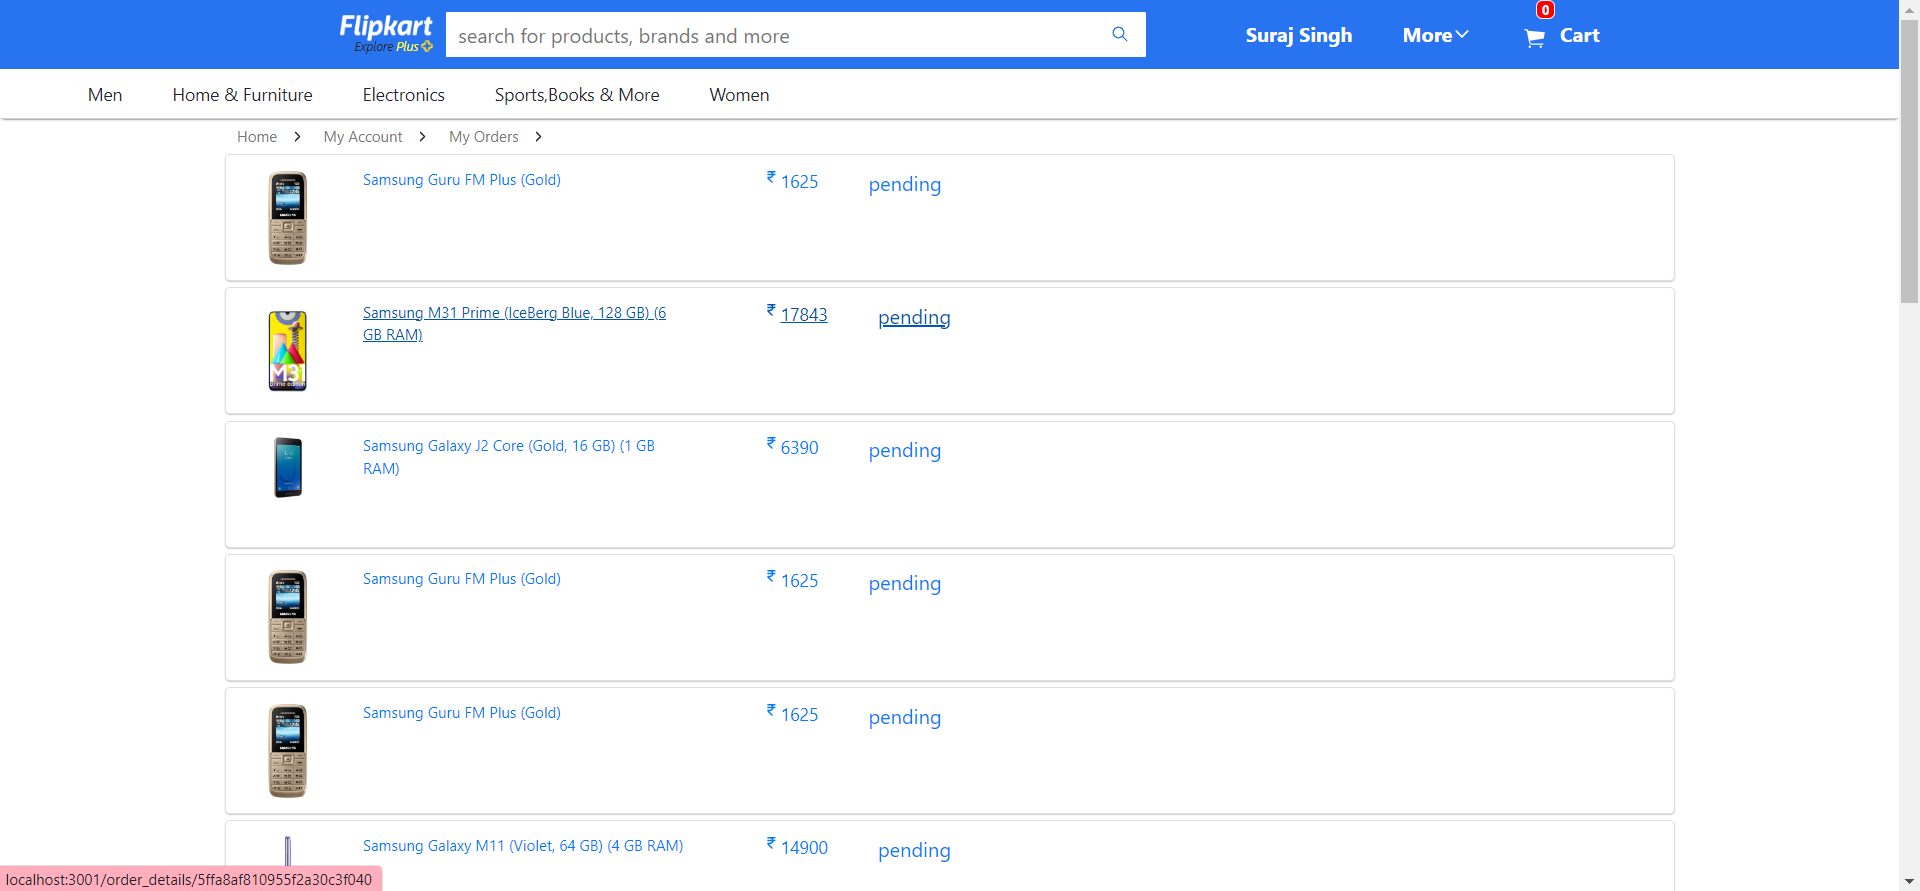 Flipkart
Explore Plus
search for products, brands and more
Suraj Singh
More
0
Cart
Men
Home & Furniture
Electronics
Sports,Books & More
Women
Home
My Account
My Orders
Samsung Guru FM Plus (Gold)
₹ 1625
pending
Samsung M31 Prime (IceBerg Blue, 128 GB) (6
GB RAM)
₹ 17843
pending
M31
prime edition
Samsung Galaxy J2 Core (Gold, 16 GB) (1 GB
RAM)
₹ 6390
pending
Samsung Guru FM Plus (Gold)
₹ 1625
pending
Samsung Guru FM Plus (Gold)
₹ 1625
pending
Samsung Galaxy M11 (Violet, 64 GB) (4 GB RAM)
₹ 14900
pending
localhost:3001/order_details/5ffa8af810955f2a30c3f040